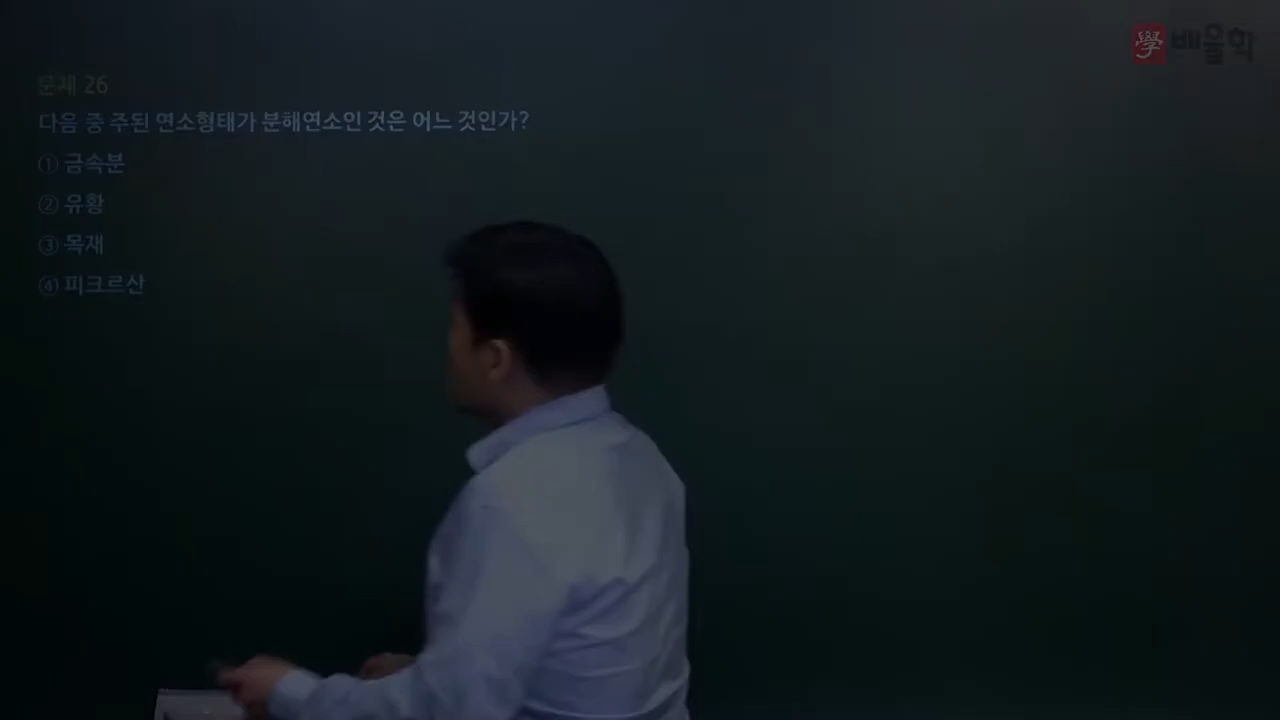 學 배울학
문제 26
다음 중 주된 연소형태가 분해연소인 것은 어느 것인가?
① 금속분
② 유황
③ 목재
④ 피크르산